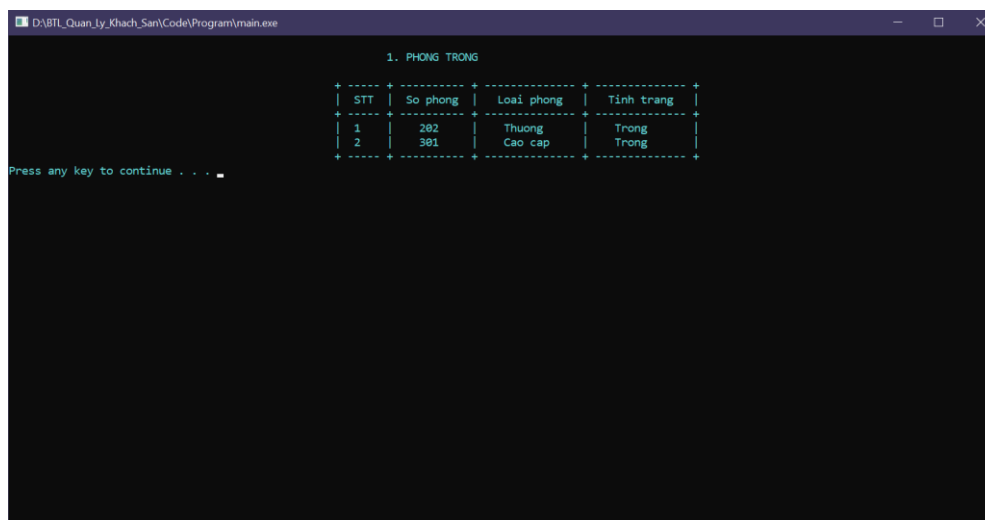 D:\BTL_Quan_Ly_Khach_San\Code\Program\main.exe
1. PHONG TRONG
+ ----- + ---------- + -------------- + -------------- +
| STT | So phong | Loai phong | Tinh trang |
+ ----- + ---------- + -------------- + -------------- +
| 1 | 202 | Thuong | Trong |
| 2 | 301 | Cao cap | Trong |
+ ----- + ---------- + -------------- + -------------- +
Press any key to continue . . .